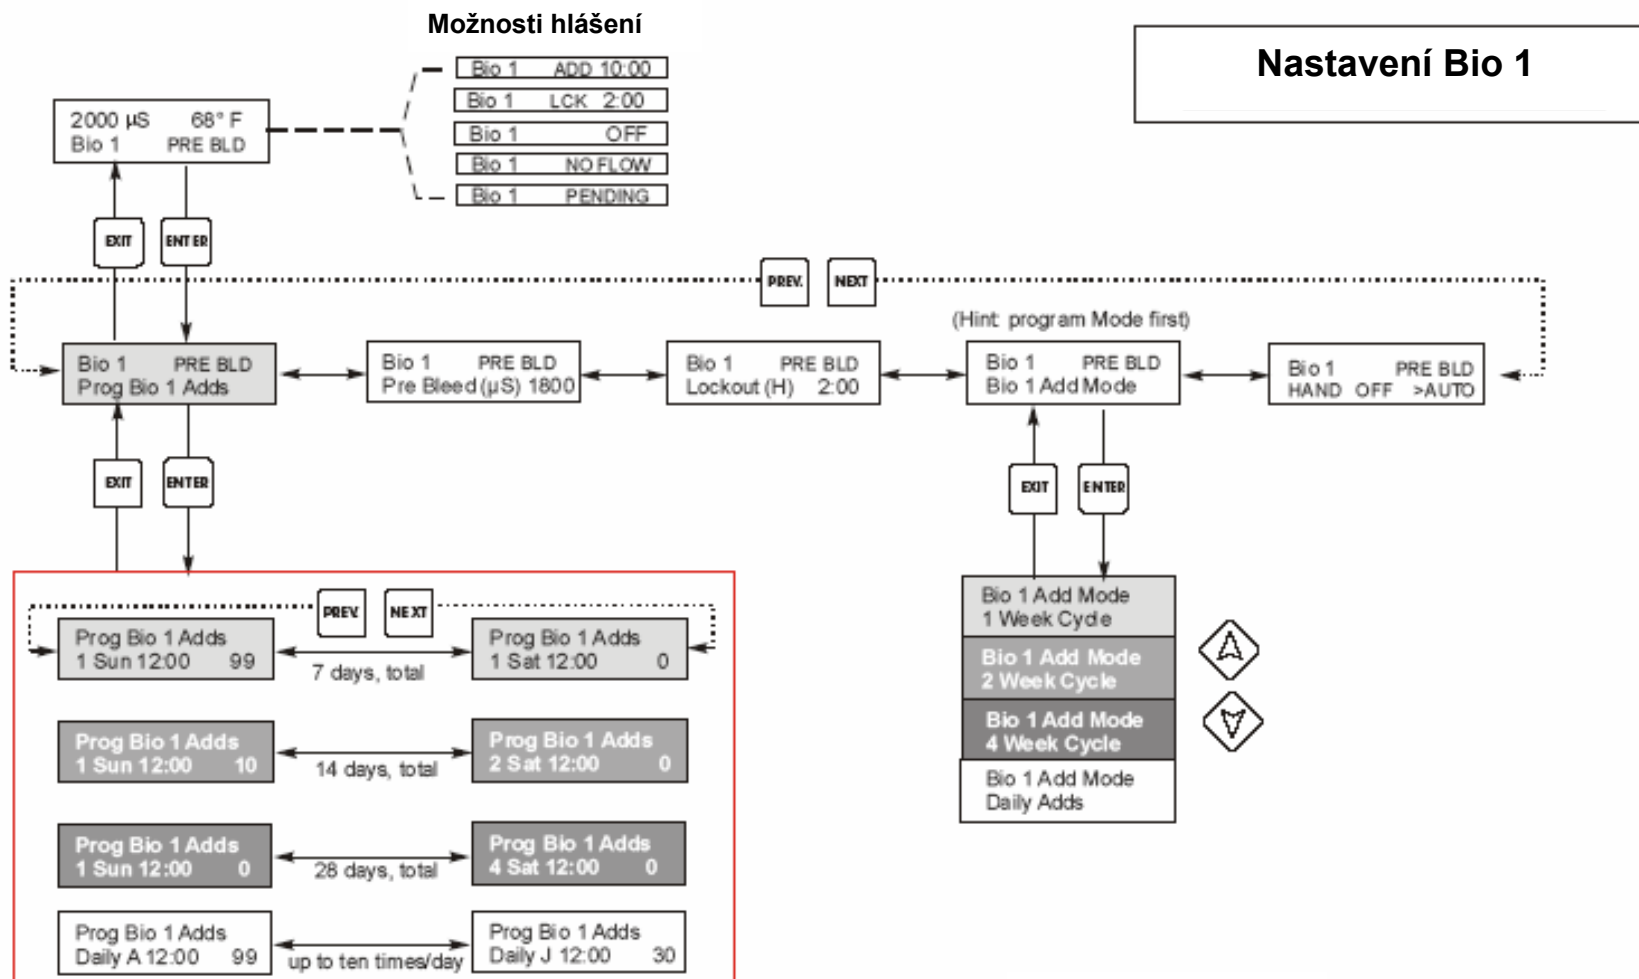 Možnosti hlášení
Nastavení Bio 1
Bio 1 ADD 10:00
Bio 1 LCK 2:00
Bio 1 OFF
Bio 1 NO FLOW
Bio 1 PENDING
2000 µS 68° F
Bio 1 PRE BLD
EXIT
ENTER
PREV.
NEXT
(Hint: program Mode first)
Bio 1 PRE BLD
Prog Bio 1 Adds
Bio 1 PRE BLD
Pre Bleed (µS) 1800
Bio 1 PRE BLD
Lockout (H) 2:00
Bio 1 PRE BLD
Bio 1 Add Mode
Bio 1 PRE BLD
HAND OFF >AUTO
EXIT
ENTER
EXIT
ENTER
PREV.
NEXT
Prog Bio 1 Adds
1 Sun 12:00 99
7 days, total
Prog Bio 1 Adds
1 Sat 12:00 0
Prog Bio 1 Adds
1 Sun 12:00 10
14 days, total
Prog Bio 1 Adds
2 Sat 12:00 0
Prog Bio 1 Adds
1 Sun 12:00 0
28 days, total
Prog Bio 1 Adds
4 Sat 12:00 0
Prog Bio 1 Adds
Daily A 12:00 99
up to ten times/day
Prog Bio 1 Adds
Daily J 12:00 30
Bio 1 Add Mode
1 Week Cycle
Bio 1 Add Mode
2 Week Cycle
Bio 1 Add Mode
4 Week Cycle
Bio 1 Add Mode
Daily Adds